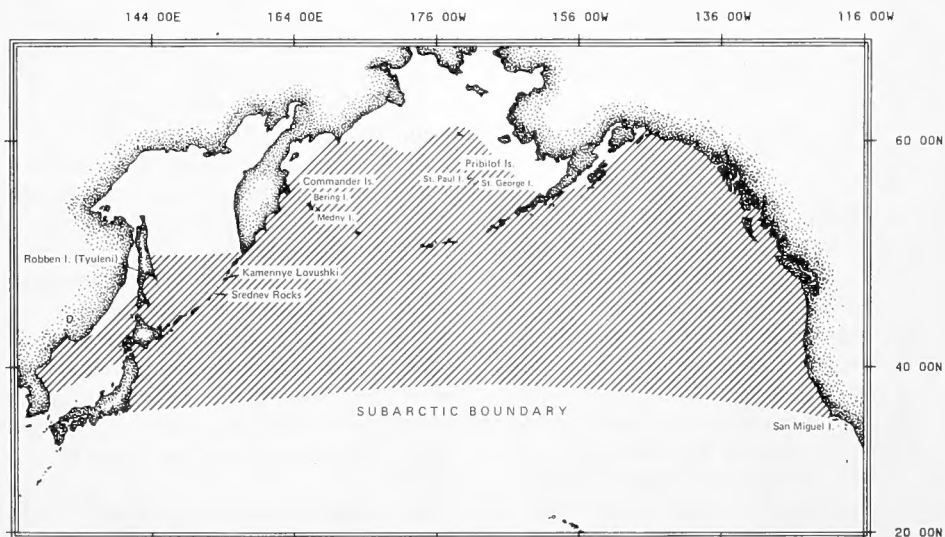 144 00E 164 00E 176 00W 156 00W 136 00W 116 00W
60 00N
Pribilof Is.
Commander Is.
St. Paul I.
St. George I.
Bering I.
Medny I.
Robben I. (Tyuleni)
Kamennye Lovushki
Srednev Rocks
40 00N
SUBARCTIC BOUNDARY
San Miguel I.
20 00N